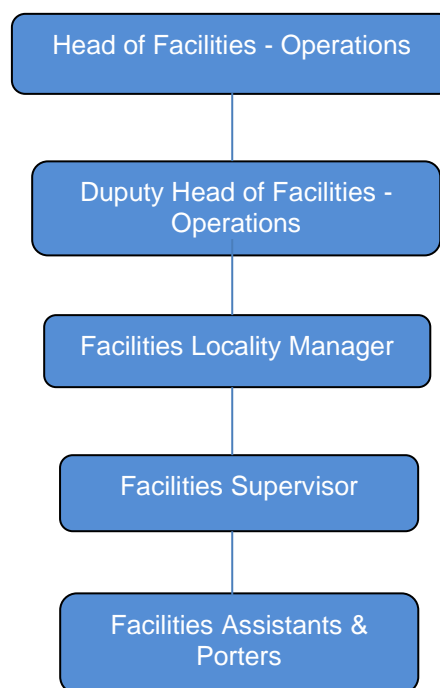 Head of Facilities - Operations
Duputy Head of Facilities -
Operations
Facilities Locality Manager
Facilities Supervisor
Facilities Assistants &
Porters